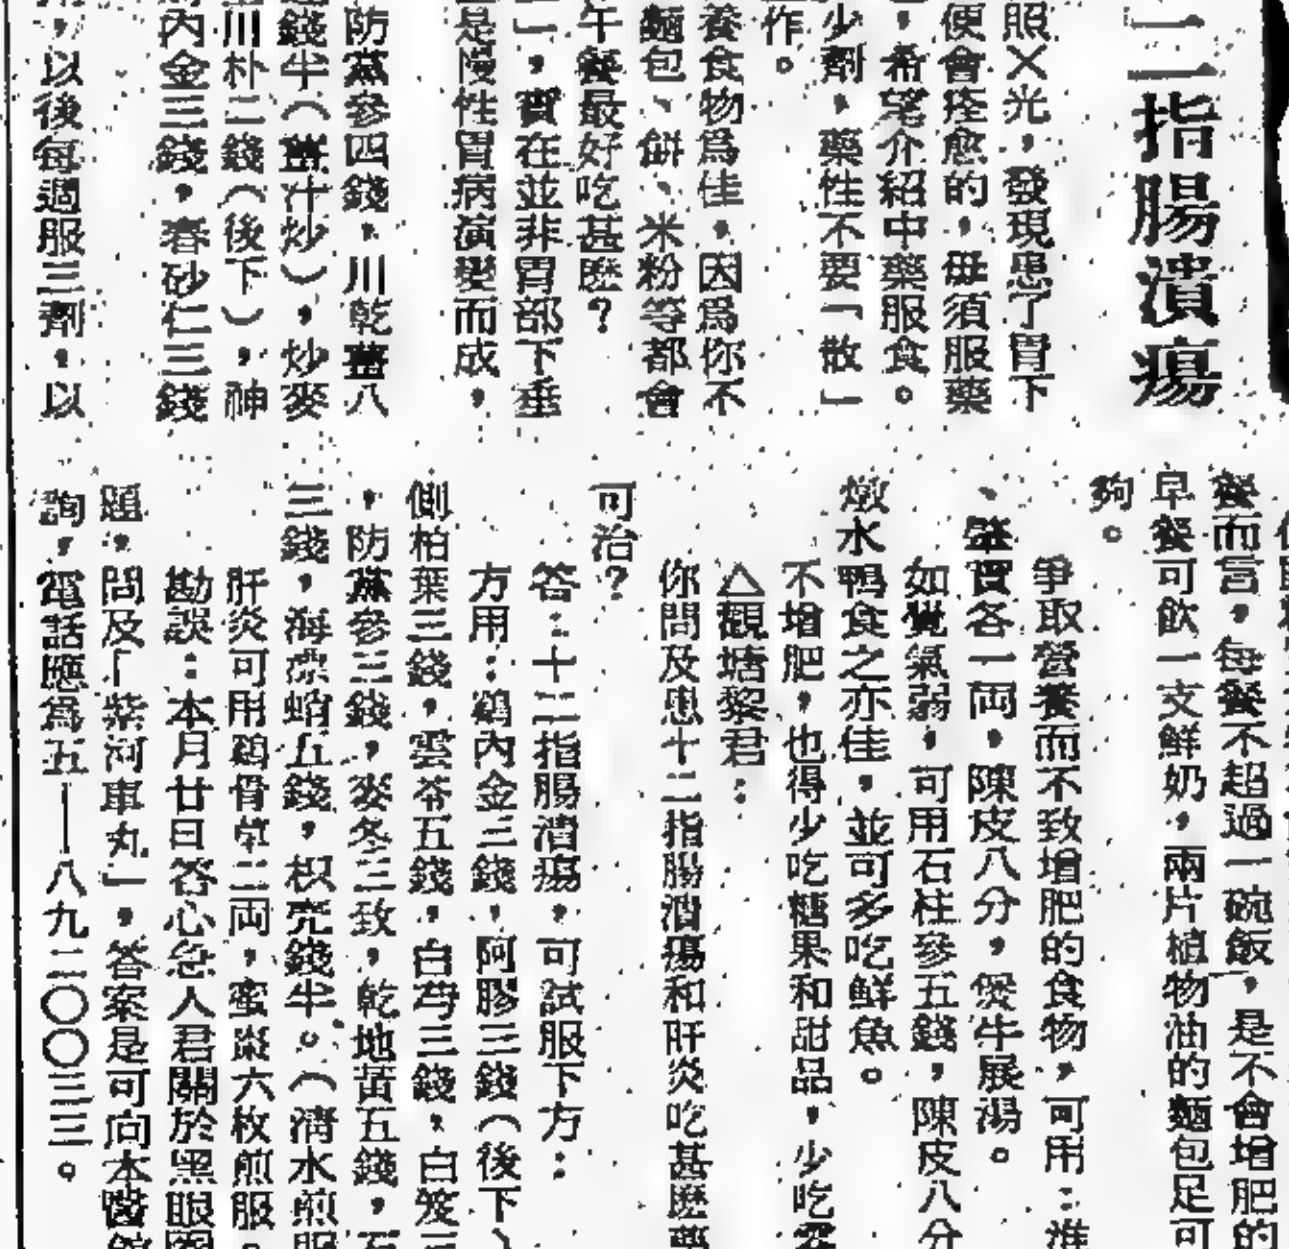 二指腸潰瘍
照X光，發現患了胃下
便會痊愈的，毋須服藥
，希望介紹中藥服食。
少劑，藥性不要「散」
作。
養食物為佳，因為你不
麵包、餅、米粉等都會
午餐最好吃甚麽？
」，實在並非胃部下垂
是慢性胃病演變而成，
防黨參四錢，川乾薑八
錢半（薑汁炒），炒麥
川朴二錢（後下），神
內金三錢，春砂仁三錢
，以後每週服三劑，以
餐而言，每餐不超過一碗飯，是不會增肥的
早餐可飲一支鮮奶，兩片植物油的麵包足可
夠。
爭取營養而不致增肥的食物，可用：准
、肇實各一両，陳皮八分，煲牛展湯。
如覺氣弱，可用石柱參五錢，陳皮八分
燉水鴨食之亦佳，並可多吃鮮魚。
不增肥，也得少吃糖果和甜品，少吃
△觀塘黎君：
你問及患十二指腸潰瘍和肝炎吃甚麽藥
可治？
答：十二指腸潰瘍，可試服下方：
方用：鷄內金三錢，阿膠三錢（後下）
側柏葉三錢，雲苓五錢，白芍三錢，白笈三
，防黨參三錢，麥冬三致，乾地黃五錢，石
三錢，海漂蛸五錢，枳壳錢半。（清水煎服
肝炎可用鷄骨草二両，蜜棗六枚煎服。
勘誤：本月廿日答心急人君關於黑眼圈
題，問及「紫河車丸」，答案是可向本醫館
詢，電話應為五——八九二〇〇三三。